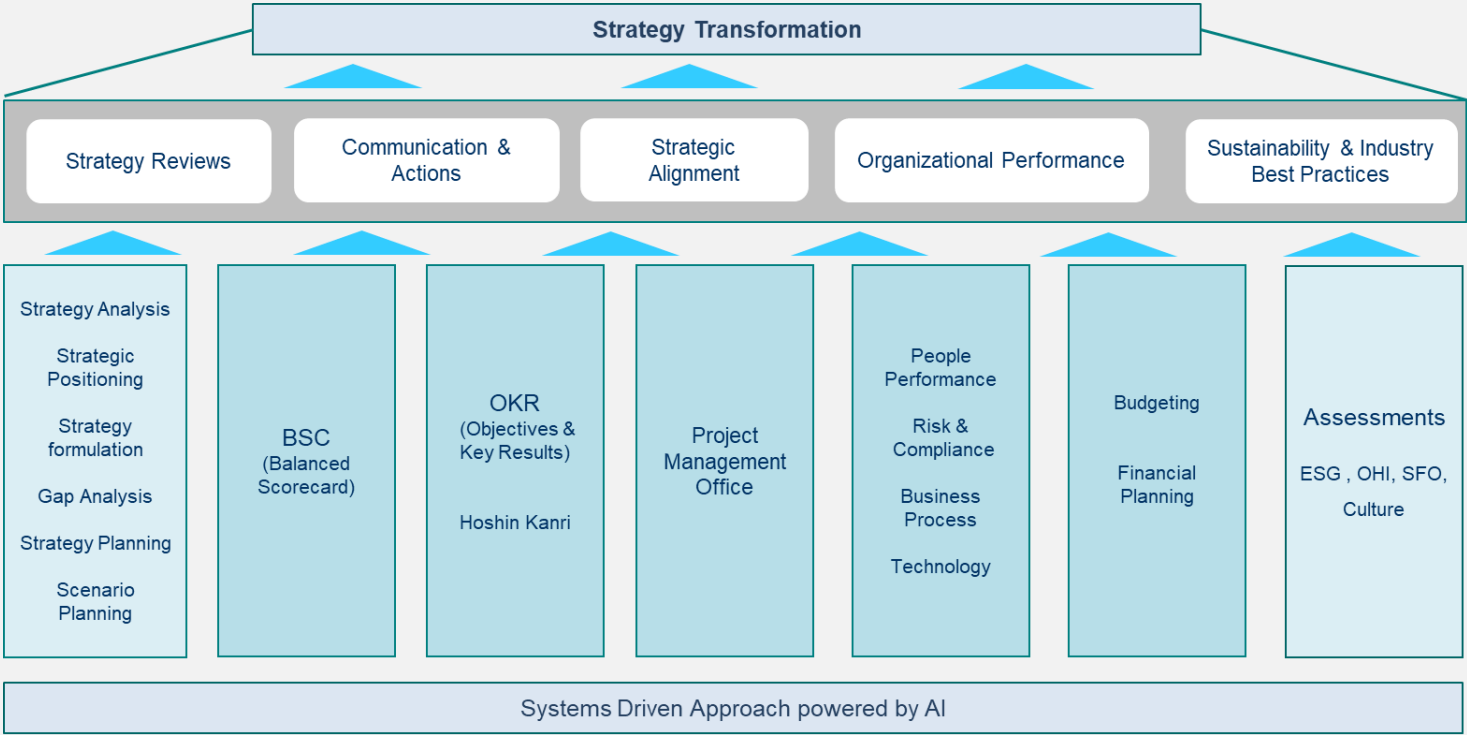 Strategy Transformation
Strategy Reviews
Communication &
Actions
Strategic
Alignment
Organizational Performance
Sustainability & Industry
Best Practices
Strategy Analysis
Strategic
Positioning
Strategy
formulation
Gap Analysis
Strategy Planning
Scenario
Planning
BSC
(Balanced
Scorecard)
OKR
(Objectives &
Key Results)
Hoshin Kanri
Project
Management
Office
People
Performance
Risk &
Compliance
Business
Process
Technology
Budgeting
Financial
Planning
Assessments
ESG , OHI, SFO,
Culture
Systems Driven Approach powered by AI